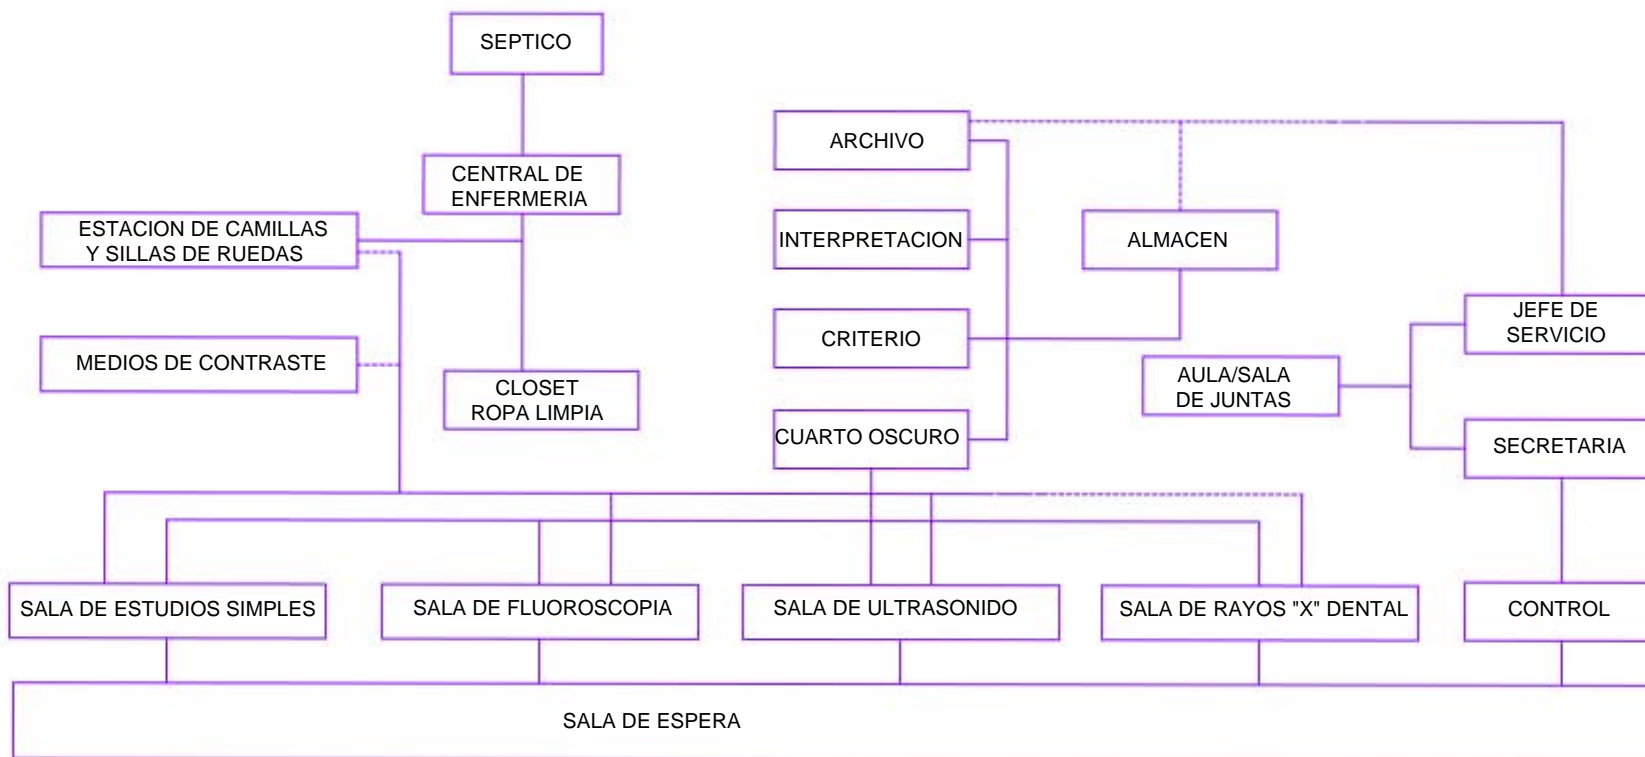 SEPTICO
CENTRAL DE
ENFERMERIA
ESTACION DE CAMILLAS
Y SILLAS DE RUEDAS
MEDIOS DE CONTRASTE
CLOSET
ROPA LIMPIA
ARCHIVO
INTERPRETACION
CRITERIO
CUARTO OSCURO
ALMACEN
JEFE DE
SERVICIO
AULA/SALA
DE JUNTAS
SECRETARIA
SALA DE ESTUDIOS SIMPLES
SALA DE FLUOROSCOPIA
SALA DE ULTRASONIDO
SALA DE RAYOS "X" DENTAL
CONTROL
SALA DE ESPERA